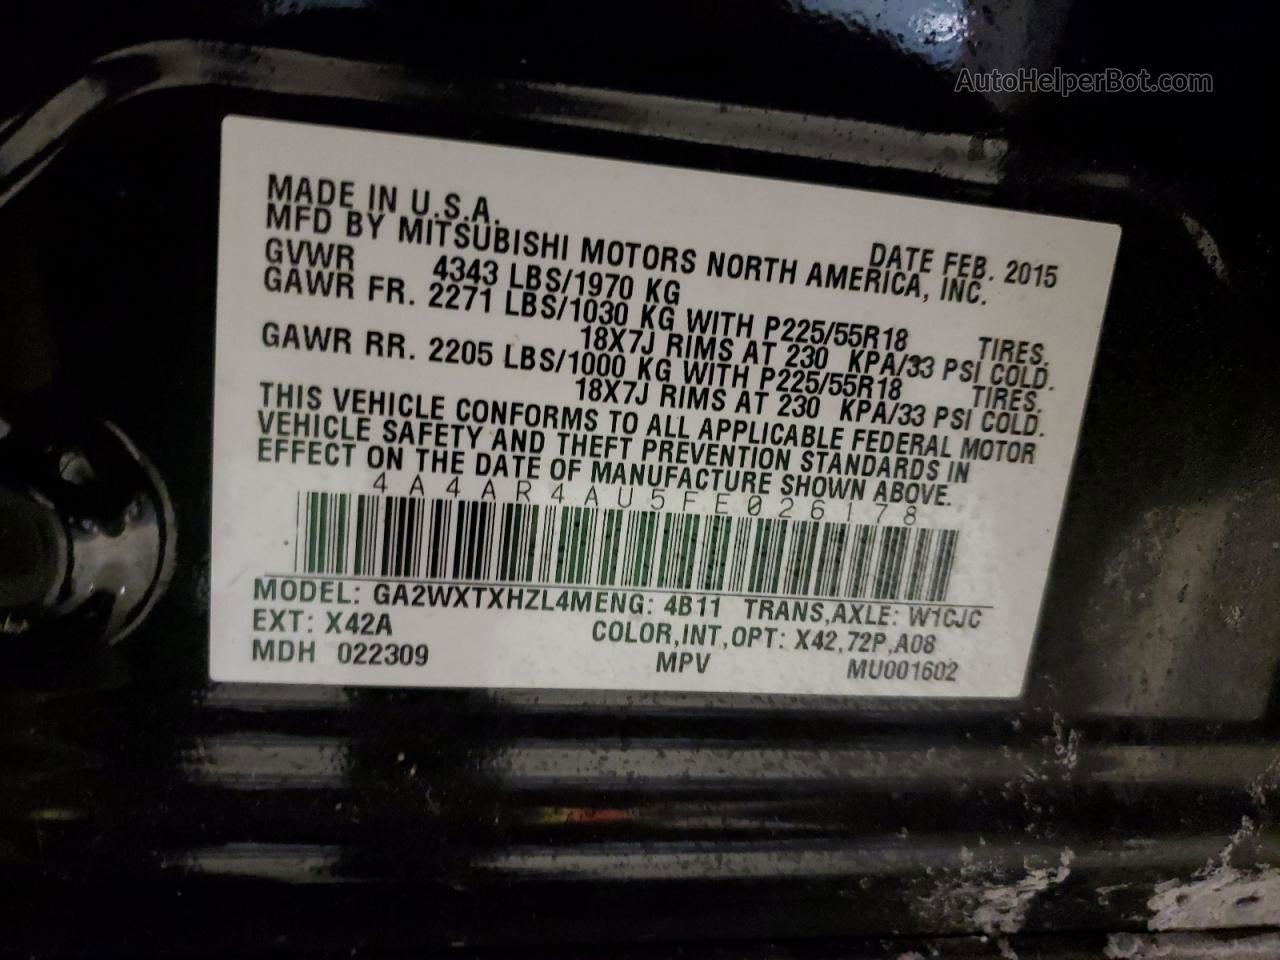 AutoHelperBot.com
MADE IN U.S.A. DATE FEB. 2015
MFD BY MITSUBISHI MOTORS NORTH AMERICA, INC.
GVWR 4343 LBS/1970 KG
GAWR FR. 2271 LBS/1030 KG WITH P225/55R18 TIRES.
18X7J RIMS AT 230 KPA/33 PSI COLD.
GAWR RR. 2205 LBS/1000 KG WITH P225/55R18 TIRES.
18X7J RIMS AT 230 KPA/33 PSI COLD.
THIS VEHICLE CONFORMS TO ALL APPLICABLE FEDERAL MOTOR
VEHICLE SAFETY AND THEFT PREVENTION STANDARDS IN
EFFECT ON THE DATE OF MANUFACTURE SHOWN ABOVE.
4A4AR4AU5FE026178
MODEL: GA2WXTXHZL4M ENG: 4B11 TRANS,AXLE: W1CJC
EXT: X42A COLOR,INT,OPT: X42,72P,A08
MDH 022309 MPV MU001602